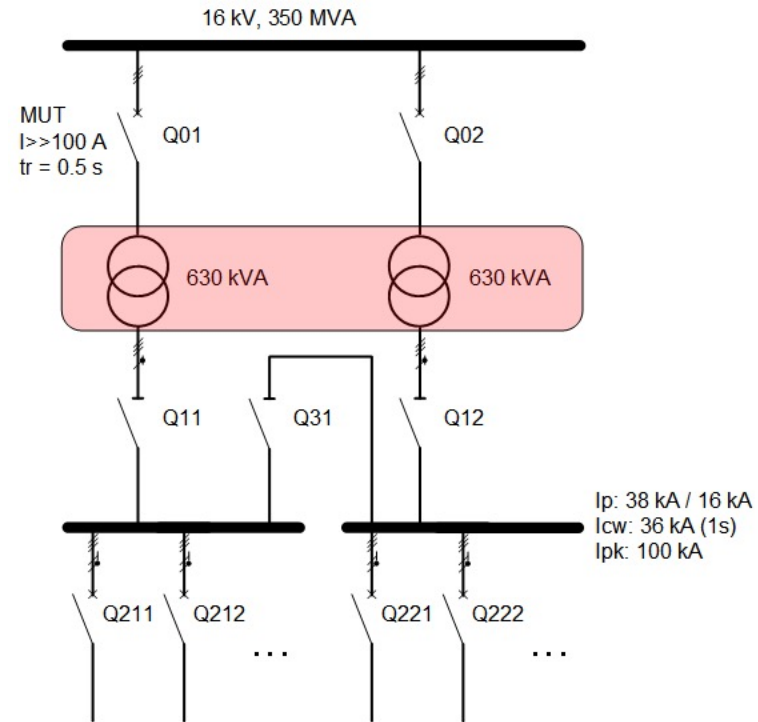 16 kV, 350 MVA
MUT
I>>100 A
tr = 0.5 s
Q01
Q02
630 kVA
630 kVA
Q11
Q31
Q12
Ip: 38 kA / 16 kA
Icw: 36 kA (1s)
Ipk: 100 kA
Q211
Q212
Q221
Q222
...
...